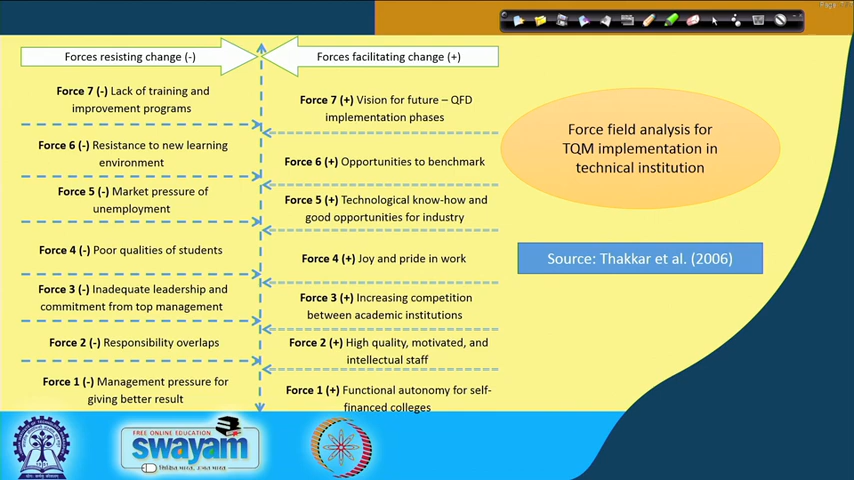 Forces resisting change (-)
Forces facilitating change (+)
Force 7 (-) Lack of training and
improvement programs
Force 6 (-) Resistance to new learning
environment
Force 5 (-) Market pressure of
unemployment
Force 4 (-) Poor qualities of students
Force 3 (-) Inadequate leadership and
commitment from top management
Force 2 (-) Responsibility overlaps
Force 1 (-) Management pressure for
giving better result
Force 7 (+) Vision for future – QFD
implementation phases
Force 6 (+) Opportunities to benchmark
Force 5 (+) Technological know-how and
good opportunities for industry
Force 4 (+) Joy and pride in work
Force 3 (+) Increasing competition
between academic institutions
Force 2 (+) High quality, motivated, and
intellectual staff
Force 1 (+) Functional autonomy for self-
financed colleges
Force field analysis for
TQM implementation in
technical institution
Source: Thakkar et al. (2006)
FREE ONLINE EDUCATION
swayam
शिक्षित भारत, उन्नत भारत